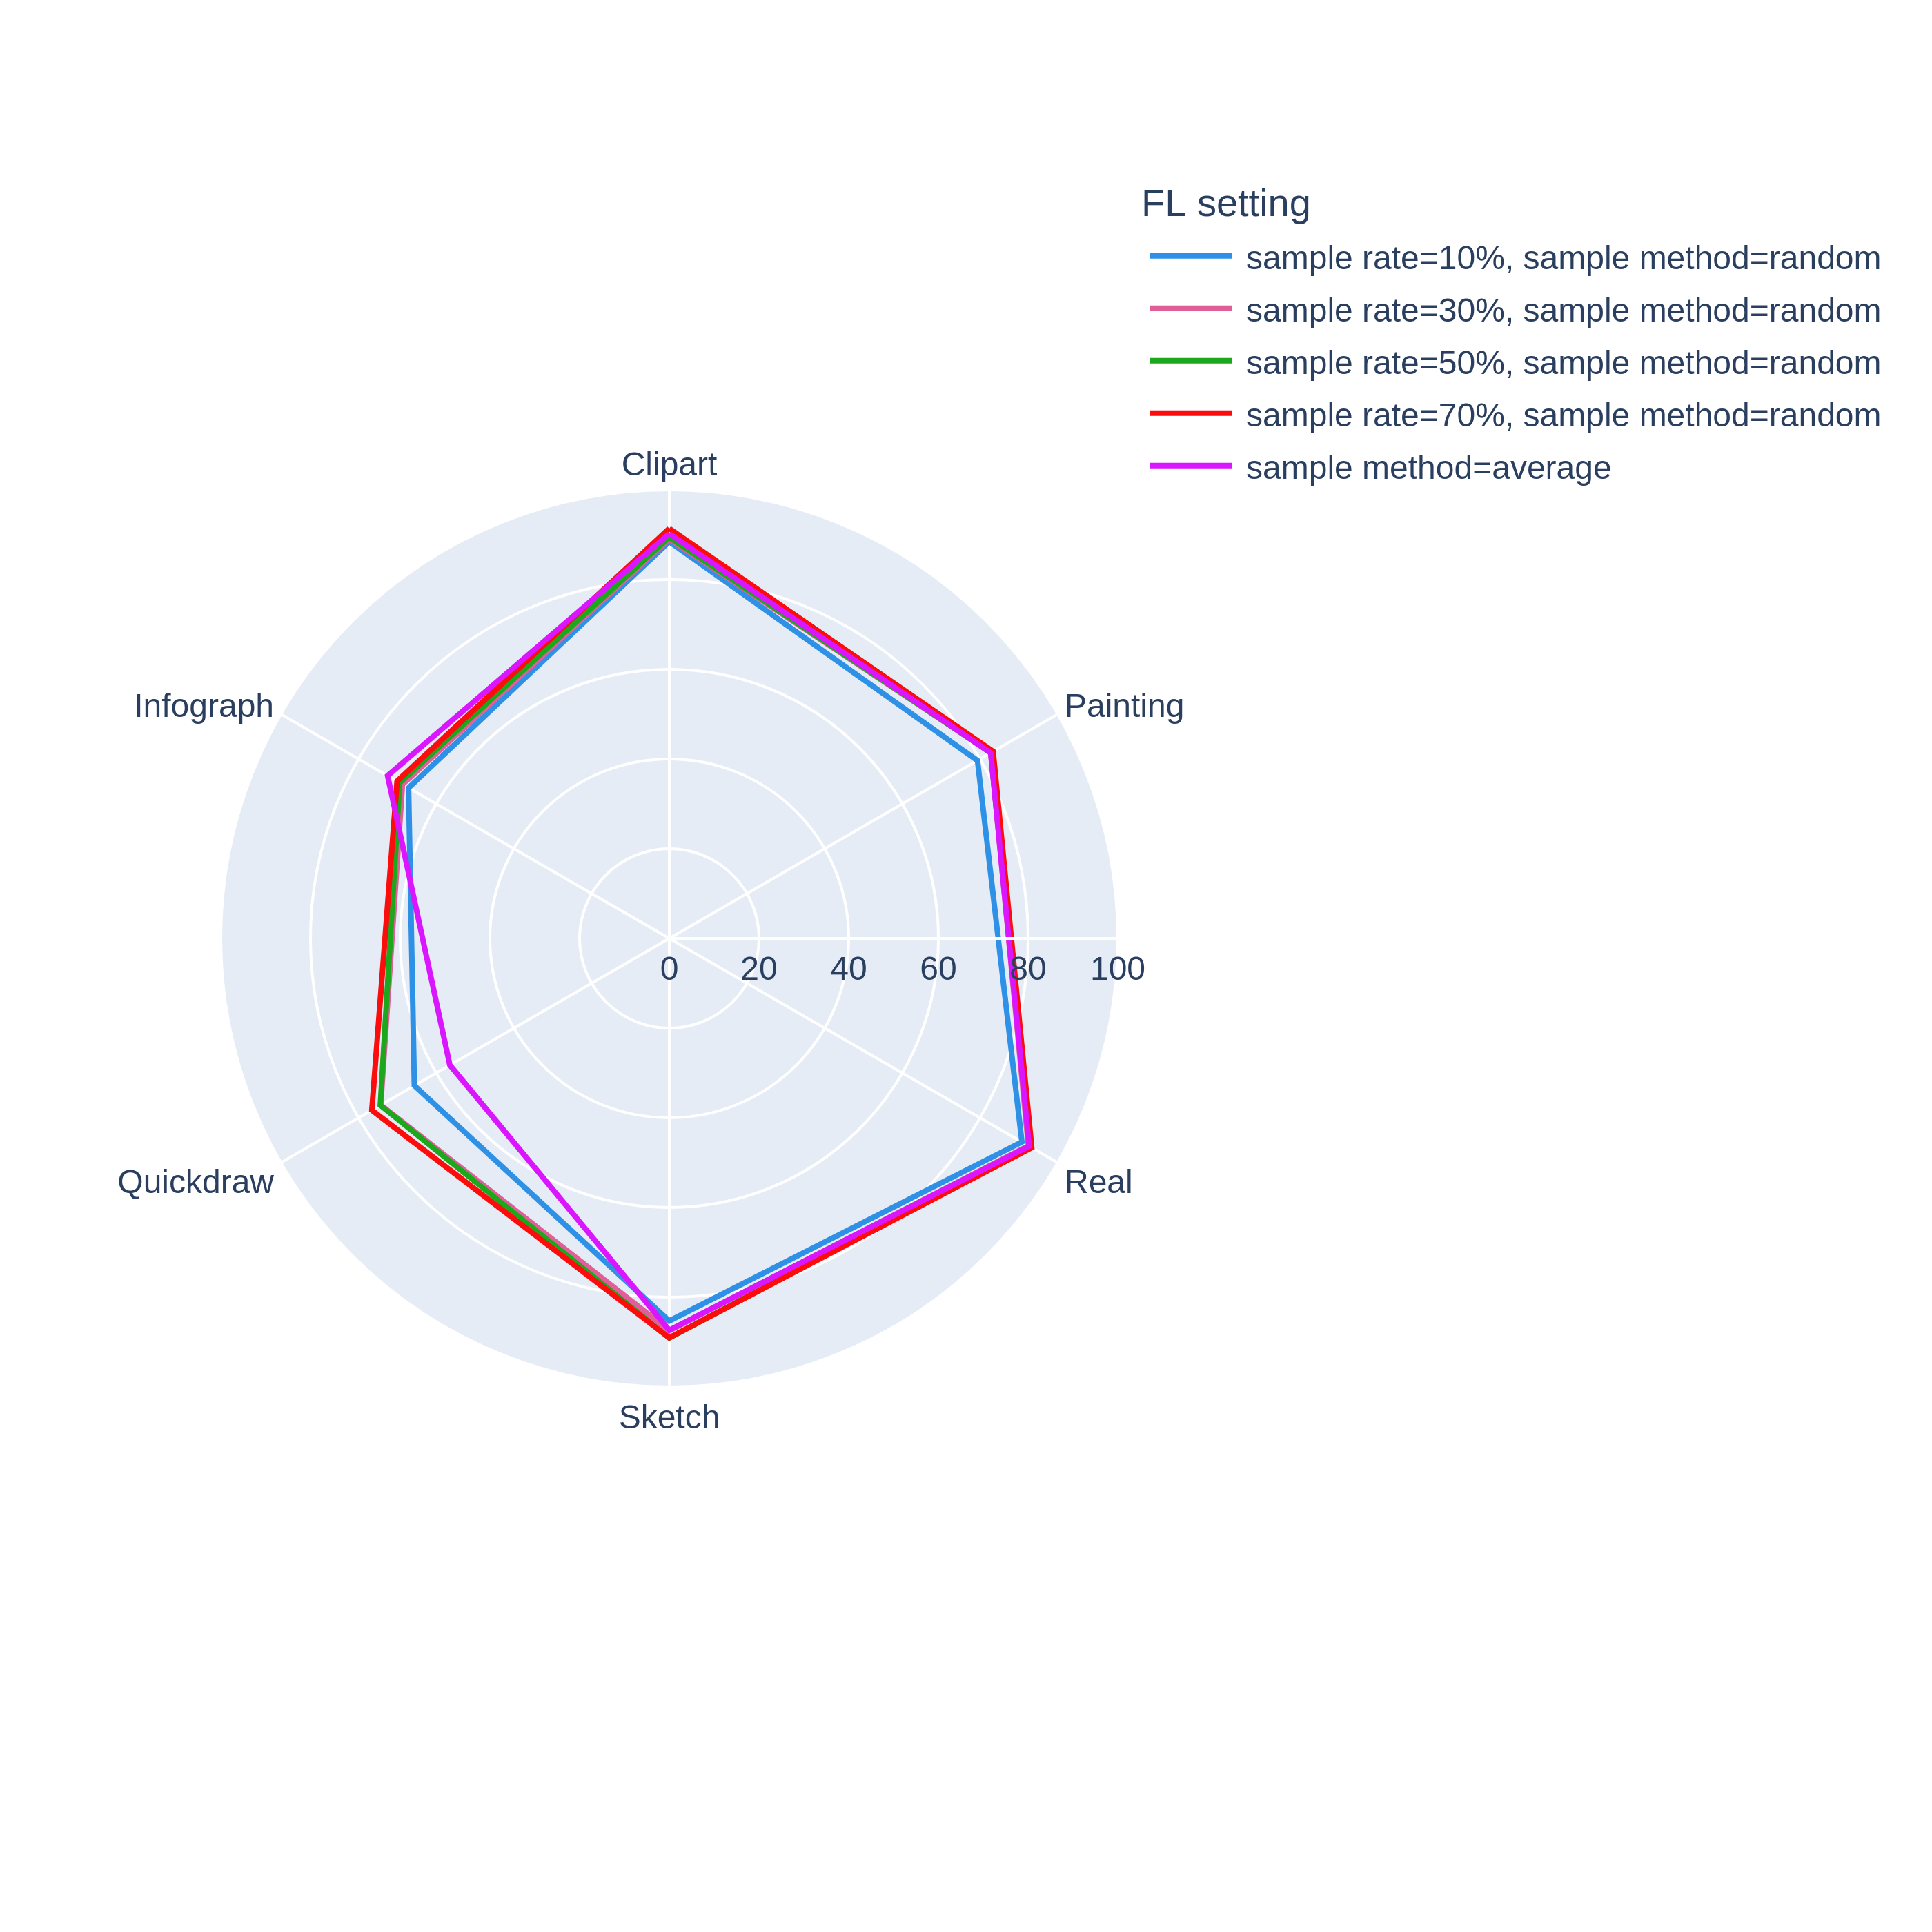 FL setting
sample rate=10%, sample method=random
sample rate=30%, sample method=random
sample rate=50%, sample method=random
sample rate=70%, sample method=random
sample method=average
Clipart
Infograph
Painting
0 20 40 60 80 100
Quickdraw
Real
Sketch